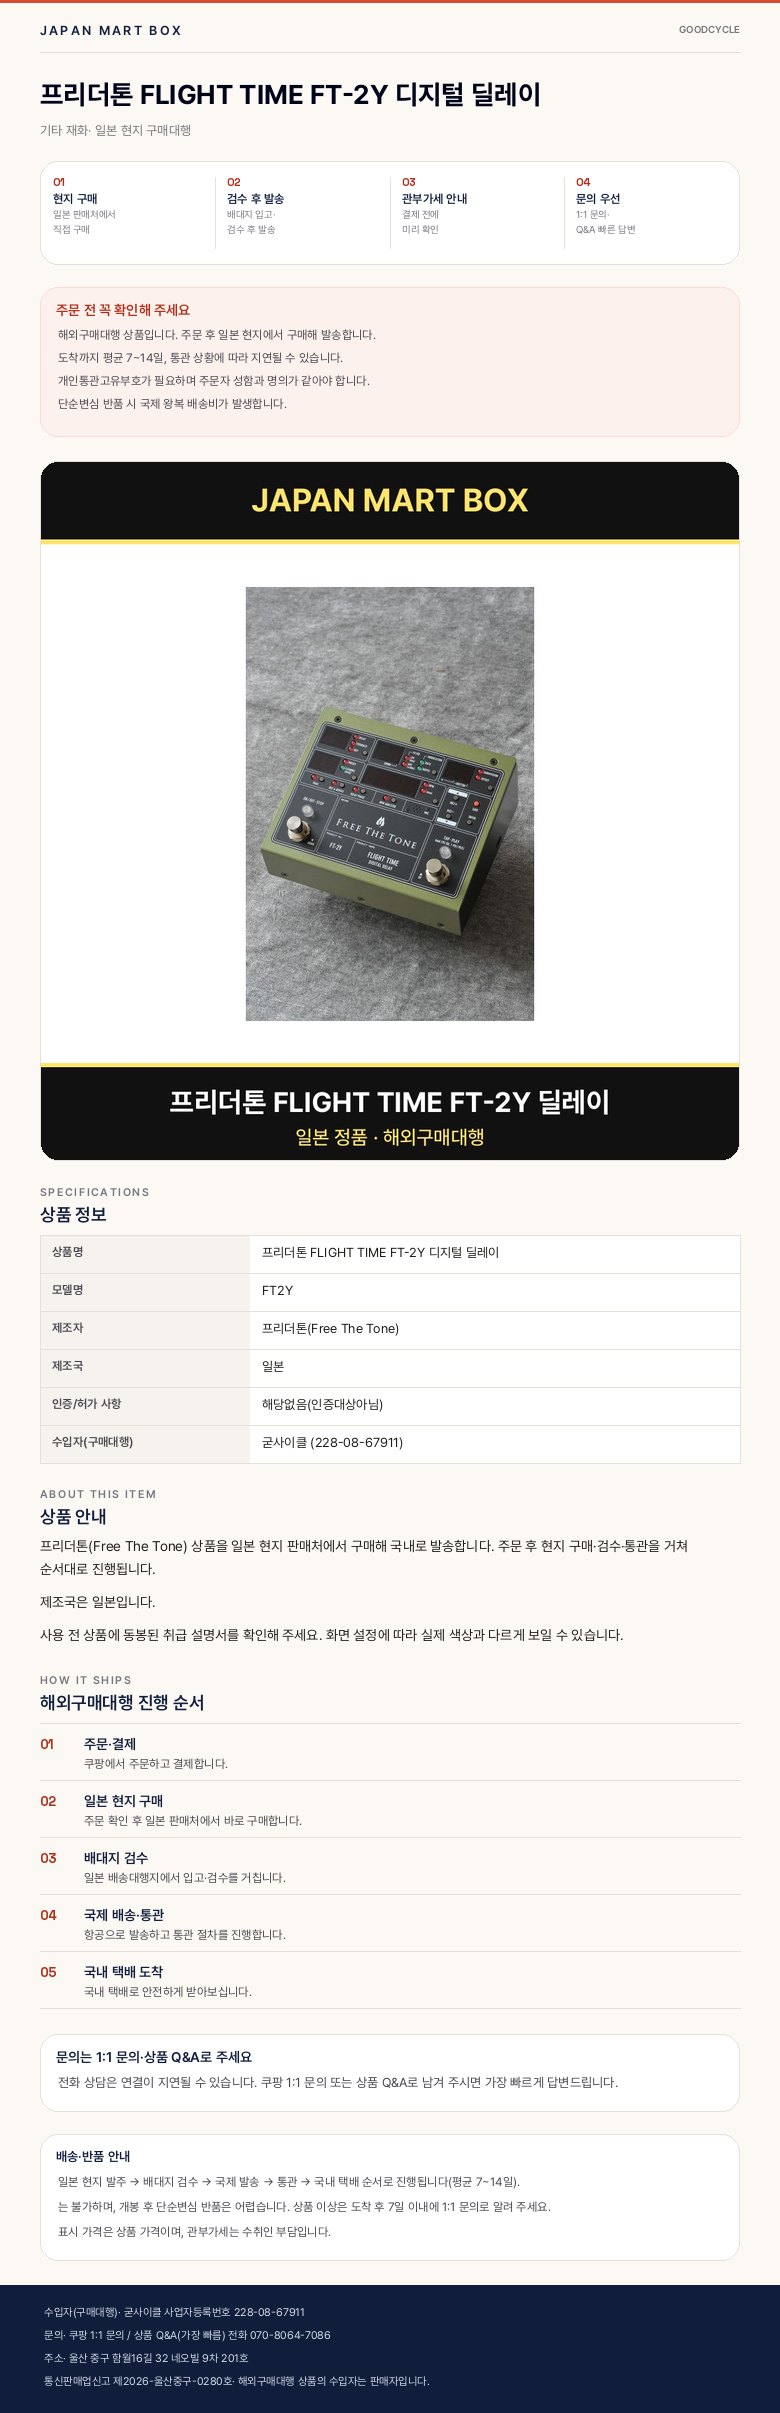 JAPAN MART BOX
GOODCYCLE
프리더톤 FLIGHT TIME FT-2Y 디지털 딜레이
기타 재화· 일본 현지 구매대행
01
현지 구매
일본 판매처에서
직접 구매
02
검수 후 발송
배대지 입고·
검수 후 발송
03
관부가세 안내
결제 전에
미리 확인
04
문의 우선
1:1 문의·
Q&A 빠른 답변
주문 전 꼭 확인해 주세요
해외구매대행 상품입니다. 주문 후 일본 현지에서 구매해 발송합니다.
도착까지 평균 7~14일, 통관 상황에 따라 지연될 수 있습니다.
개인통관고유부호가 필요하며 주문자 성함과 명의가 같아야 합니다.
단순변심 반품 시 국제 왕복 배송비가 발생합니다.
JAPAN MART BOX
FREE THE TONE
FT-2Y
FLIGHT TIME
DIGITAL DELAY
프리더톤 FLIGHT TIME FT-2Y 딜레이
일본 정품 · 해외구매대행
SPECIFICATIONS
상품 정보
상품명 프리더톤 FLIGHT TIME FT-2Y 디지털 딜레이
모델명 FT2Y
제조자 프리더톤(Free The Tone)
제조국 일본
인증/허가 사항 해당없음(인증대상아님)
수입자(구매대행) 굳사이클 (228-08-67911)
ABOUT THIS ITEM
상품 안내
프리더톤(Free The Tone) 상품을 일본 현지 판매처에서 구매해 국내로 발송합니다. 주문 후 현지 구매·검수·통관을 거쳐
순서대로 진행됩니다.
제조국은 일본입니다.
사용 전 상품에 동봉된 취급 설명서를 확인해 주세요. 화면 설정에 따라 실제 색상과 다르게 보일 수 있습니다.
HOW IT SHIPS
해외구매대행 진행 순서
01 주문·결제
쿠팡에서 주문하고 결제합니다.
02 일본 현지 구매
주문 확인 후 일본 판매처에서 바로 구매합니다.
03 배대지 검수
일본 배송대행지에서 입고·검수를 거칩니다.
04 국제 배송·통관
항공으로 발송하고 통관 절차를 진행합니다.
05 국내 택배 도착
국내 택배로 안전하게 받아보십니다.
문의는 1:1 문의·상품 Q&A로 주세요
전화 상담은 연결이 지연될 수 있습니다. 쿠팡 1:1 문의 또는 상품 Q&A로 남겨 주시면 가장 빠르게 답변드립니다.
배송·반품 안내
일본 현지 발주 → 배대지 검수 → 국제 발송 → 통관 → 국내 택배 순서로 진행됩니다(평균 7~14일).
는 불가하며, 개봉 후 단순변심 반품은 어렵습니다. 상품 이상은 도착 후 7일 이내에 1:1 문의로 알려 주세요.
표시 가격은 상품 가격이며, 관부가세는 수취인 부담입니다.
수입자(구매대행)· 굳사이클 사업자등록번호 228-08-67911
문의· 쿠팡 1:1 문의 / 상품 Q&A(가장 빠름) 전화 070-8064-7086
주소· 울산 중구 함월16길 32 네오빌 9차 201호
통신판매업신고 제2026-울산중구-0280호· 해외구매대행 상품의 수입자는 판매자입니다.